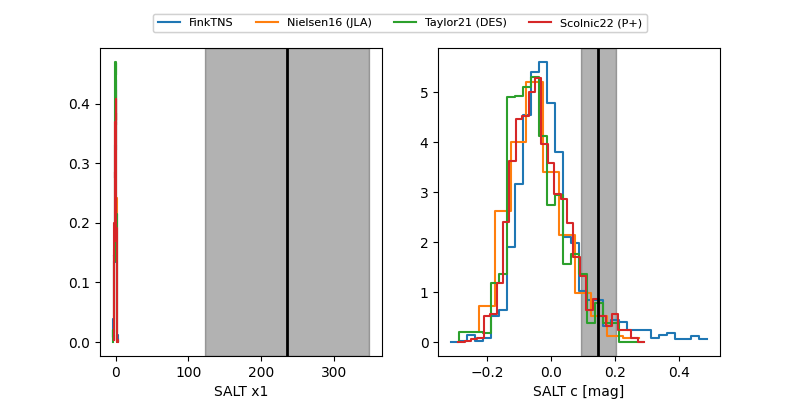 FinkTNS Nielsen16 (JLA) Taylor21 (DES) Scolnic22 (P+)
0.4
0.3
0.2
0.1
0.0
0 100 200 300
SALT x1
5
4
3
2
1
0
−0.2 0.0 0.2 0.4
SALT c [mag]